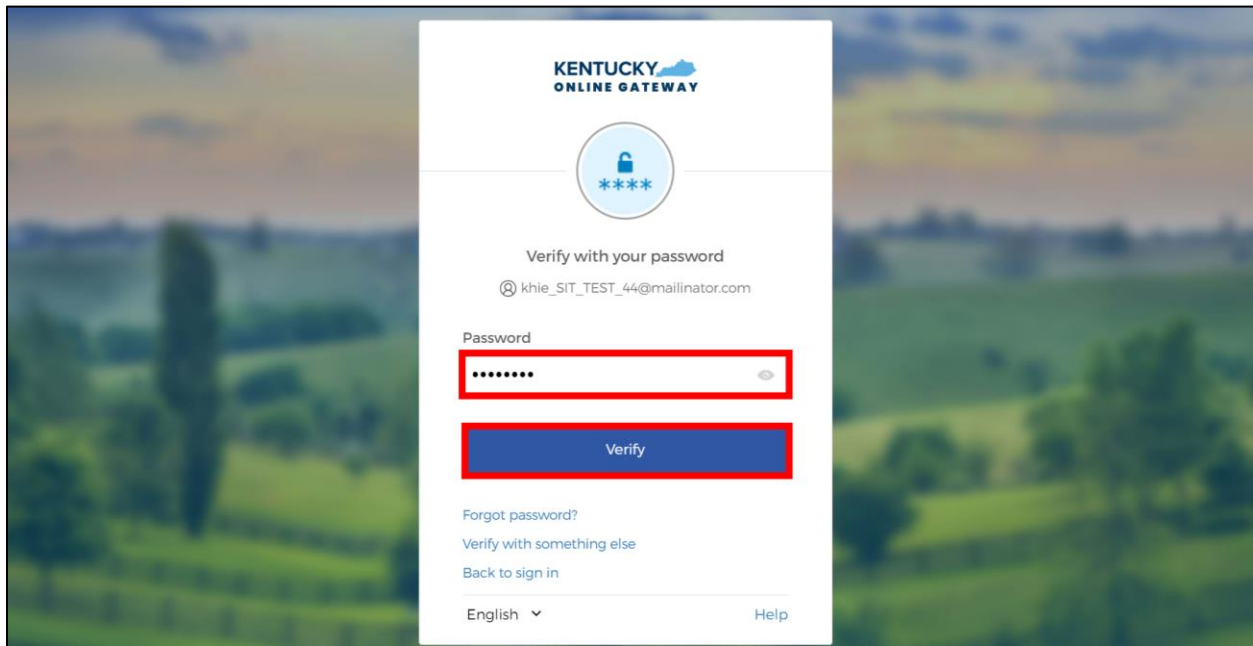 KENTUCKY
ONLINE GATEWAY
****
Verify with your password
khie_SIT_TEST_44@mailinator.com
Password
••••••••
Verify
Forgot password?
Verify with something else
Back to sign in
English
Help